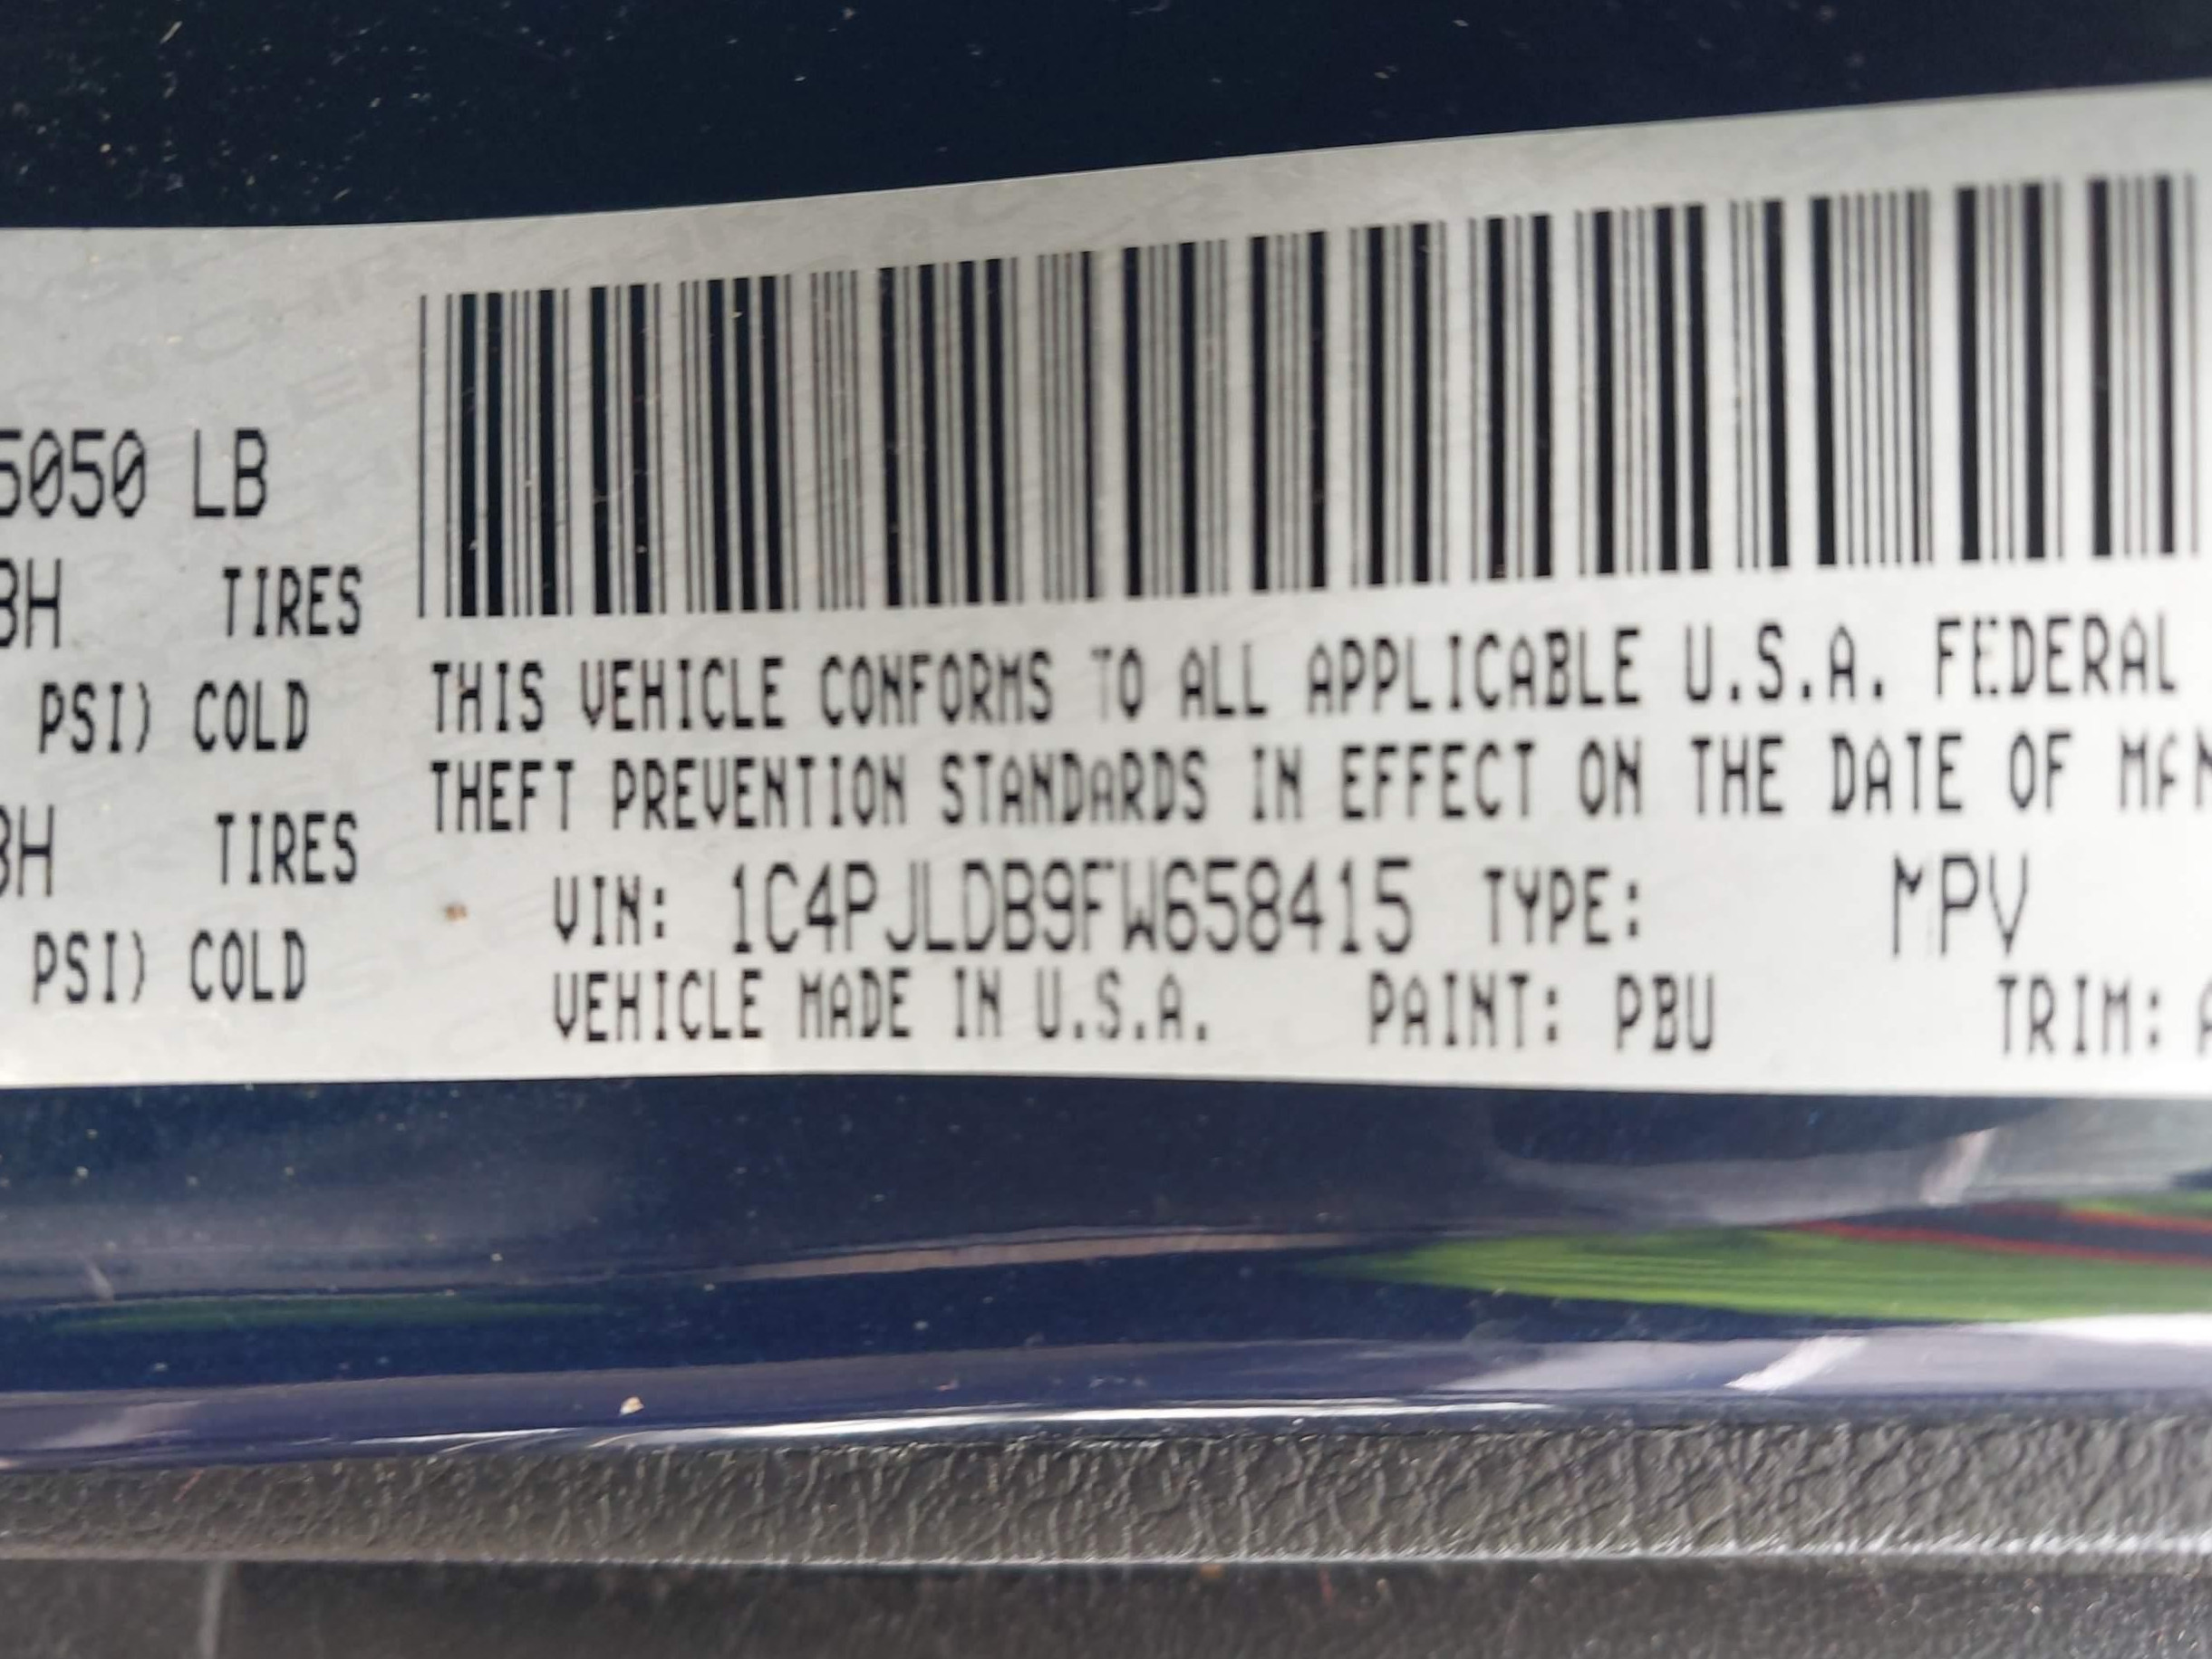 5050 LB
BH TIRES
PSI) COLD
BH TIRES
PSI) COLD
THIS VEHICLE CONFORMS TO ALL APPLICABLE U.S.A. FEDERAL
THEFT PREVENTION STANDARDS IN EFFECT ON THE DATE OF MAN
VIN: 1C4PJLDB9FW658415 TYPE: MPV
VEHICLE MADE IN U.S.A. PAINT: PBU TRIM: A